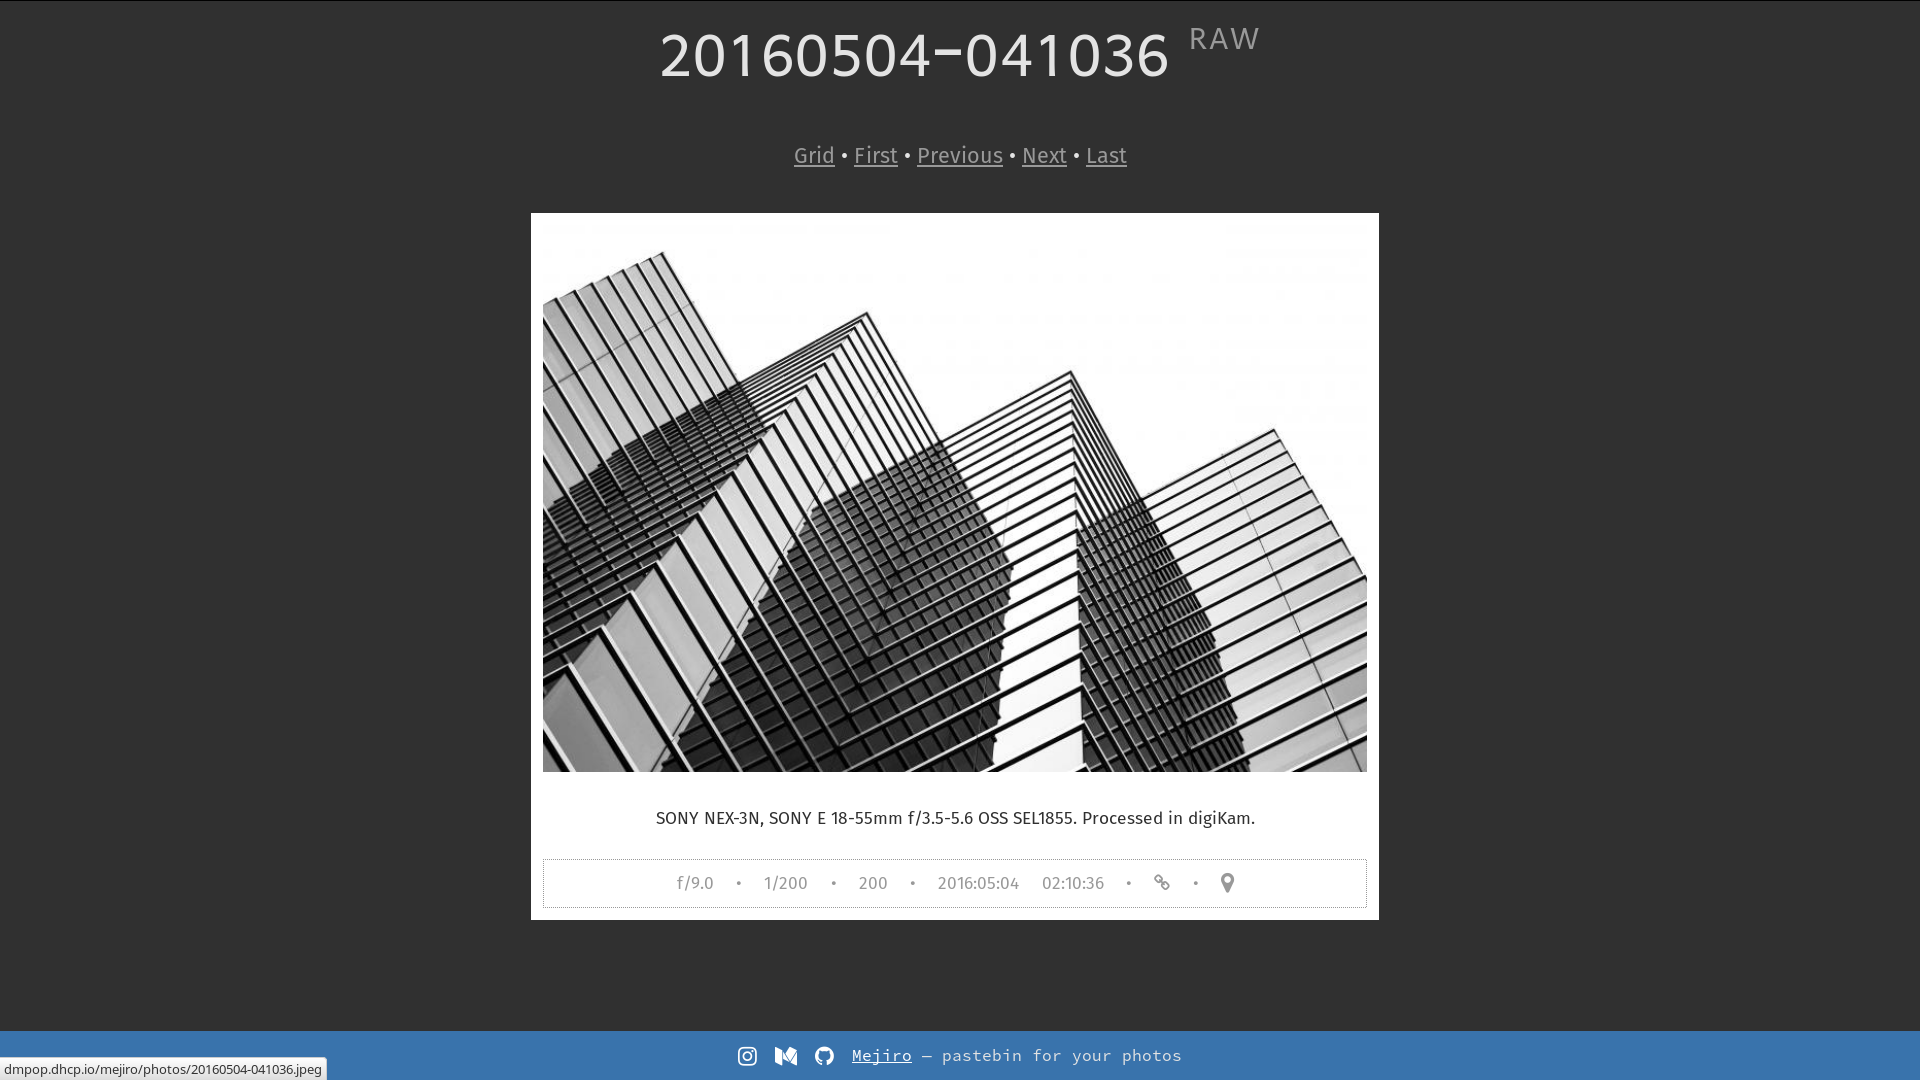 20160504-041036 RAW
Grid • First • Previous • Next • Last
SONY NEX-3N, SONY E 18-55mm f/3.5-5.6 OSS SEL1855. Processed in digiKam.
f/9.0 • 1/200 • 200 • 2016:05:04 02:10:36 • •
Mejiro — pastebin for your photos
dmpop.dhcp.io/mejiro/photos/20160504-041036.jpeg